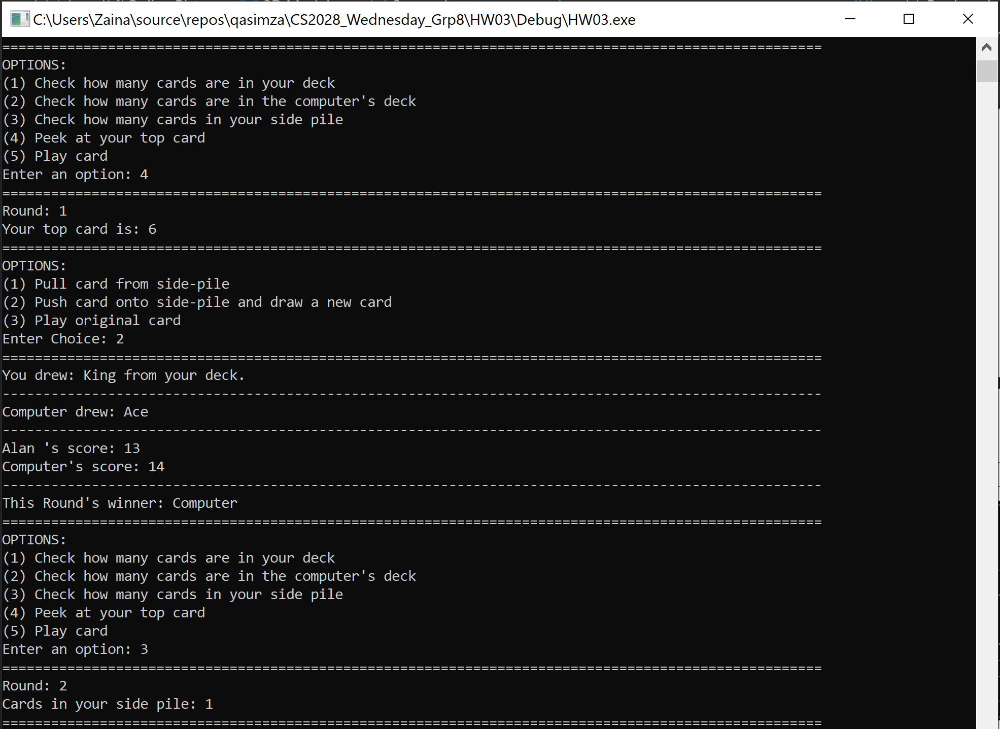 C:\Users\Zaina\source\repos\qasimza\CS2028_Wednesday_Grp8\HW03\Debug\HW03.exe
=====================================================================================================
OPTIONS:
(1) Check how many cards are in your deck
(2) Check how many cards are in the computer's deck
(3) Check how many cards in your side pile
(4) Peek at your top card
(5) Play card
Enter an option: 4
=====================================================================================================
Round: 1
Your top card is: 6
=====================================================================================================
OPTIONS:
(1) Pull card from side-pile
(2) Push card onto side-pile and draw a new card
(3) Play original card
Enter Choice: 2
=====================================================================================================
You drew: King from your deck.
-----------------------------------------------------------------------------------------------------
Computer drew: Ace
-----------------------------------------------------------------------------------------------------
Alan 's score: 13
Computer's score: 14
-----------------------------------------------------------------------------------------------------
This Round's winner: Computer
=====================================================================================================
OPTIONS:
(1) Check how many cards are in your deck
(2) Check how many cards are in the computer's deck
(3) Check how many cards in your side pile
(4) Peek at your top card
(5) Play card
Enter an option: 3
=====================================================================================================
Round: 2
Cards in your side pile: 1
=====================================================================================================